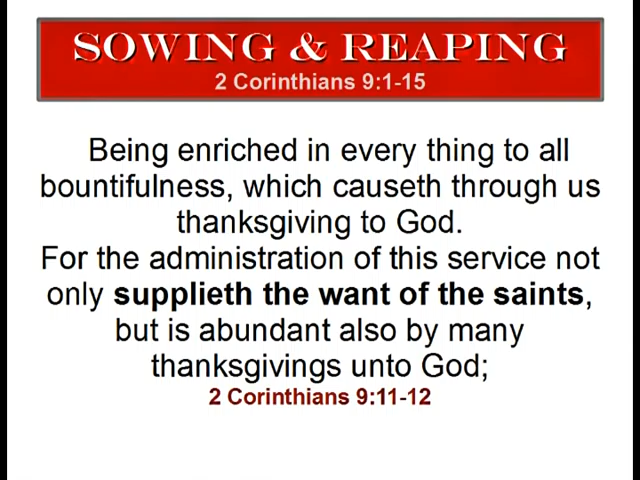 SOWING & REAPING
2 Corinthians 9:1-15
Being enriched in every thing to all
bountifulness, which causeth through us
thanksgiving to God.
For the administration of this service not
only supplieth the want of the saints,
but is abundant also by many
thanksgivings unto God;
2 Corinthians 9:11-12